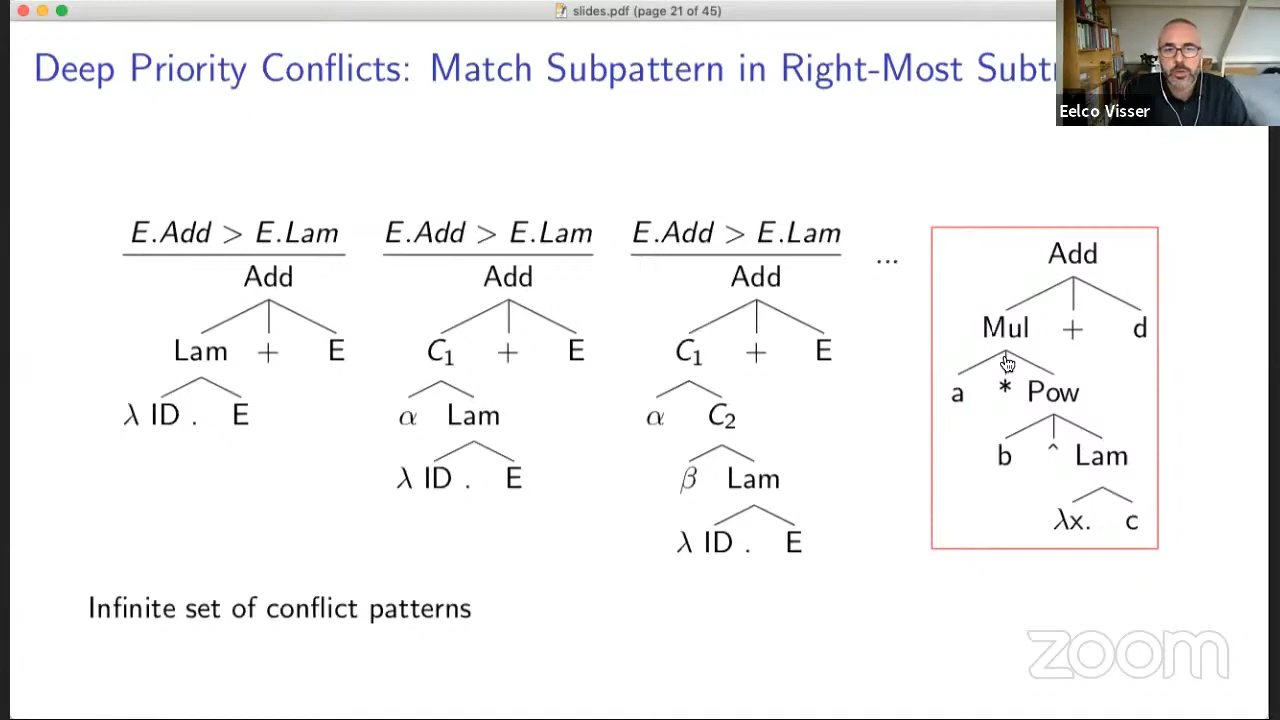 slides.pdf (page 21 of 45)
Deep Priority Conflicts: Match Subpattern in Right-Most
Eelco Visser
E.Add > E.Lam
Add
Lam + E
λ ID . E
E.Add > E.Lam
Add
C₁ + E
α Lam
λ ID . E
E.Add > E.Lam
Add
C₁ + E
α C₂
β Lam
λ ID . E
...
Add
Mul + d
a * Pow
b ^ Lam
λx. c
Infinite set of conflict patterns
zoom